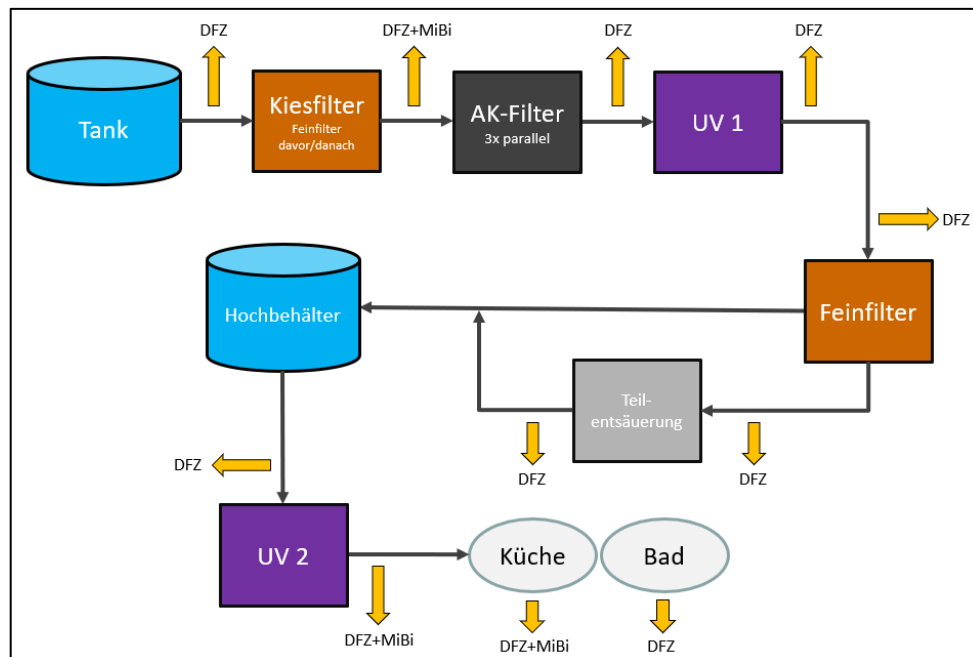 DFZ
DFZ+MiBi
DFZ
DFZ
Tank
Kiesfilter
Feinfilter
davor/danach
AK-Filter
3x parallel
UV 1
DFZ
Hochbehälter
Feinfilter
Teil-
entsäuerung
DFZ
DFZ
DFZ
UV 2
Küche
Bad
DFZ+MiBi
DFZ+MiBi
DFZ